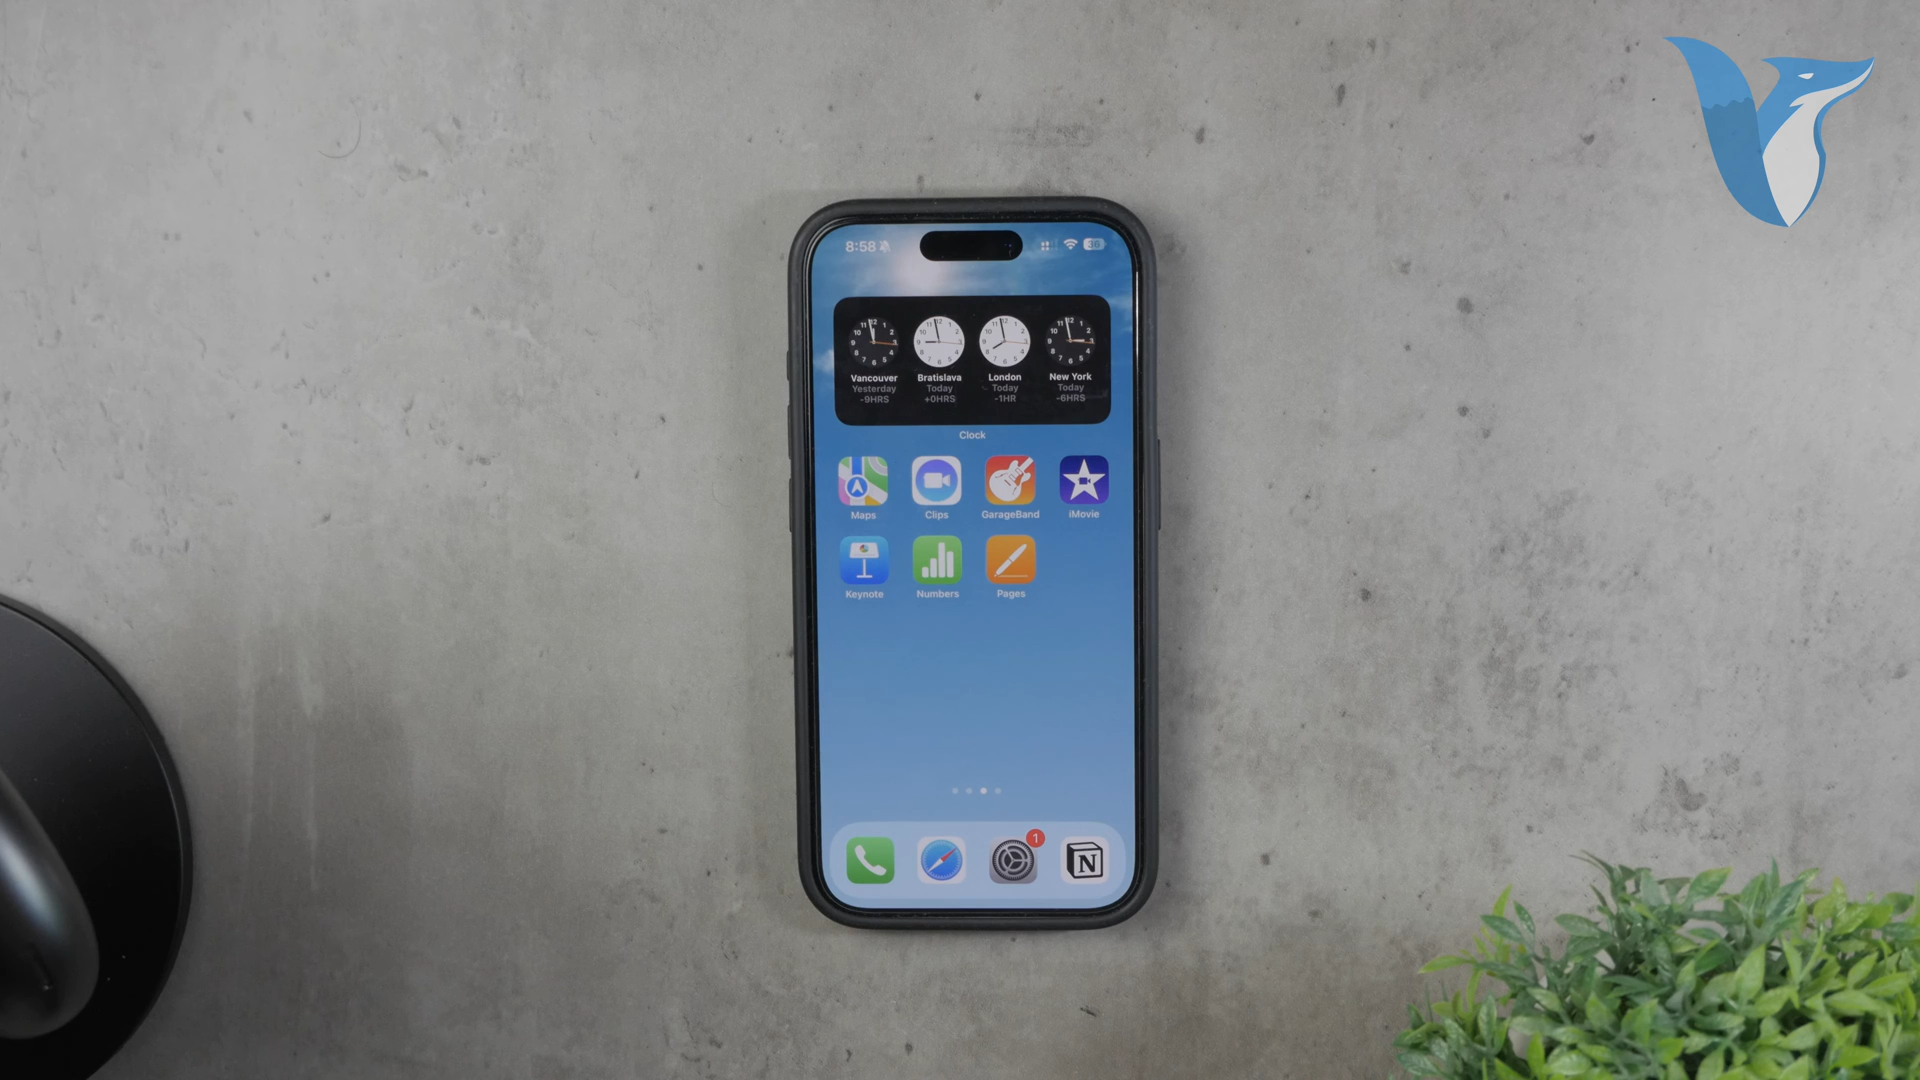 8:58 36
Vancouver Bratislava London New York
Yesterday Today Today Today
-9HRS +0HRS -1HR -6HRS
Clock
Maps Clips GarageBand iMovie
Keynote Numbers Pages
1
N